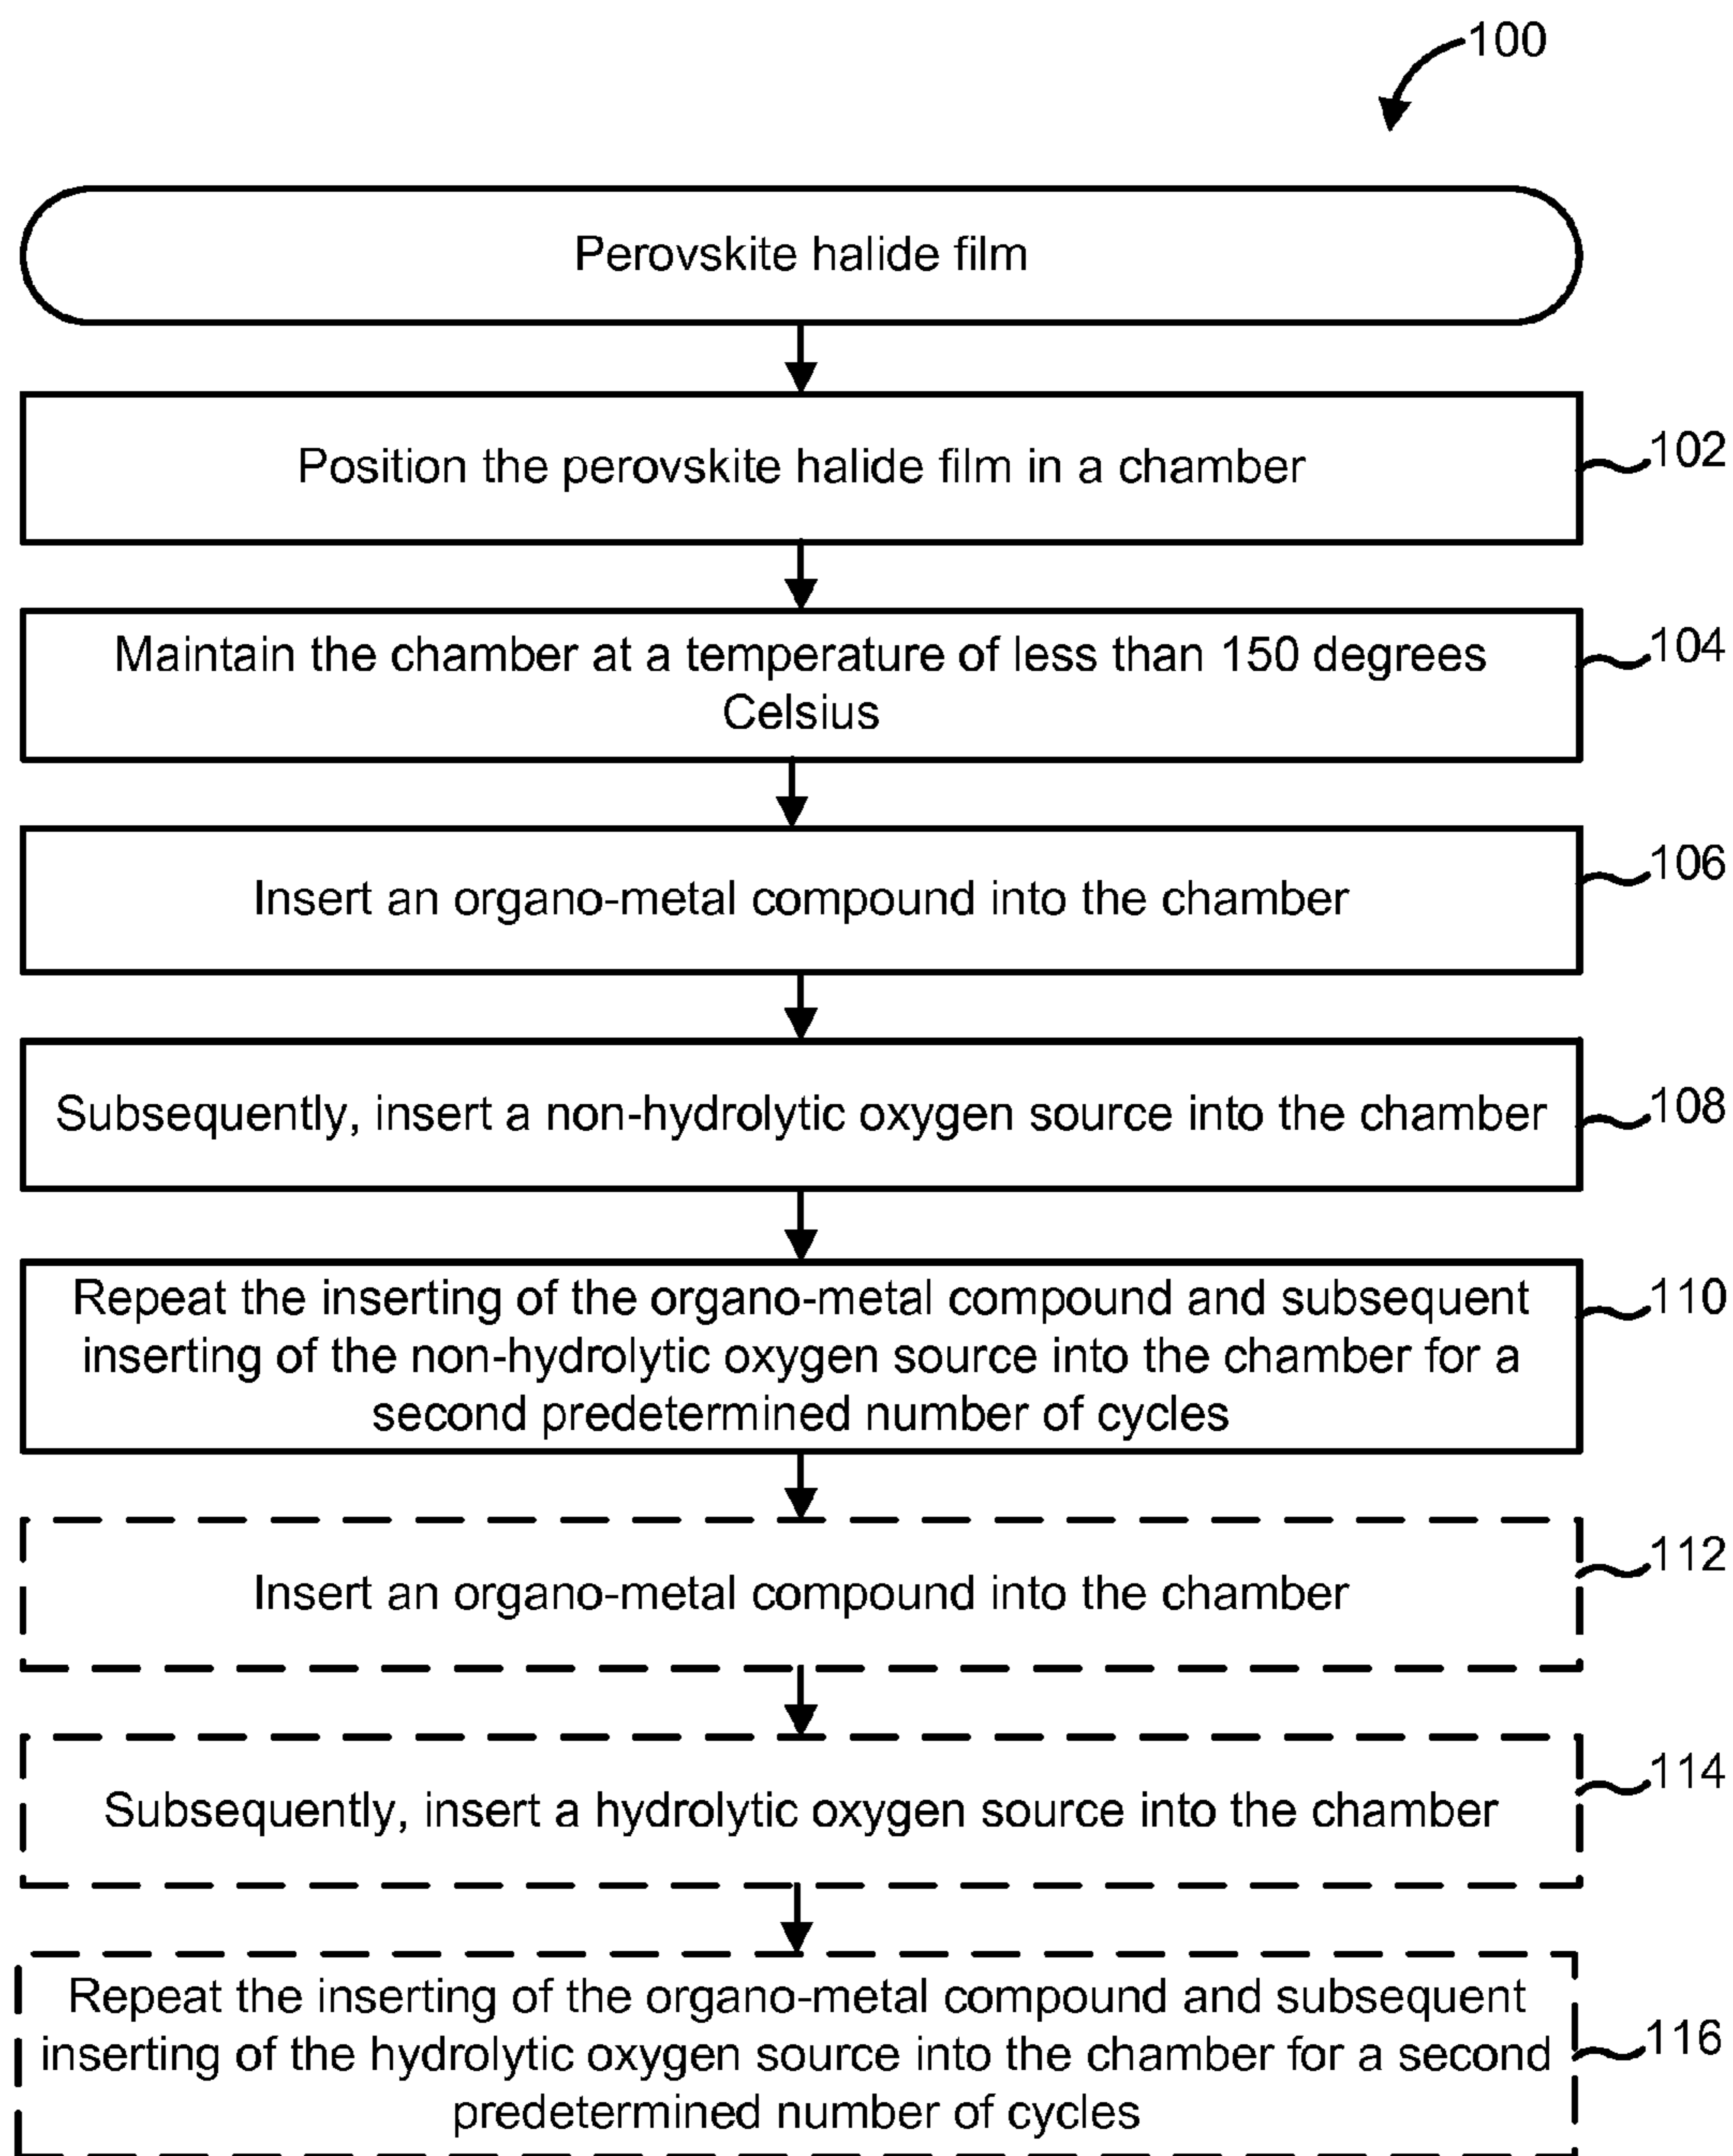 100
Perovskite halide film
Position the perovskite halide film in a chamber
102
Maintain the chamber at a temperature of less than 150 degrees
Celsius
104
Insert an organo-metal compound into the chamber
106
Subsequently, insert a non-hydrolytic oxygen source into the chamber
108
Repeat the inserting of the organo-metal compound and subsequent
inserting of the non-hydrolytic oxygen source into the chamber for a
second predetermined number of cycles
110
Insert an organo-metal compound into the chamber
112
Subsequently, insert a hydrolytic oxygen source into the chamber
114
Repeat the inserting of the organo-metal compound and subsequent
inserting of the hydrolytic oxygen source into the chamber for a second
predetermined number of cycles
116